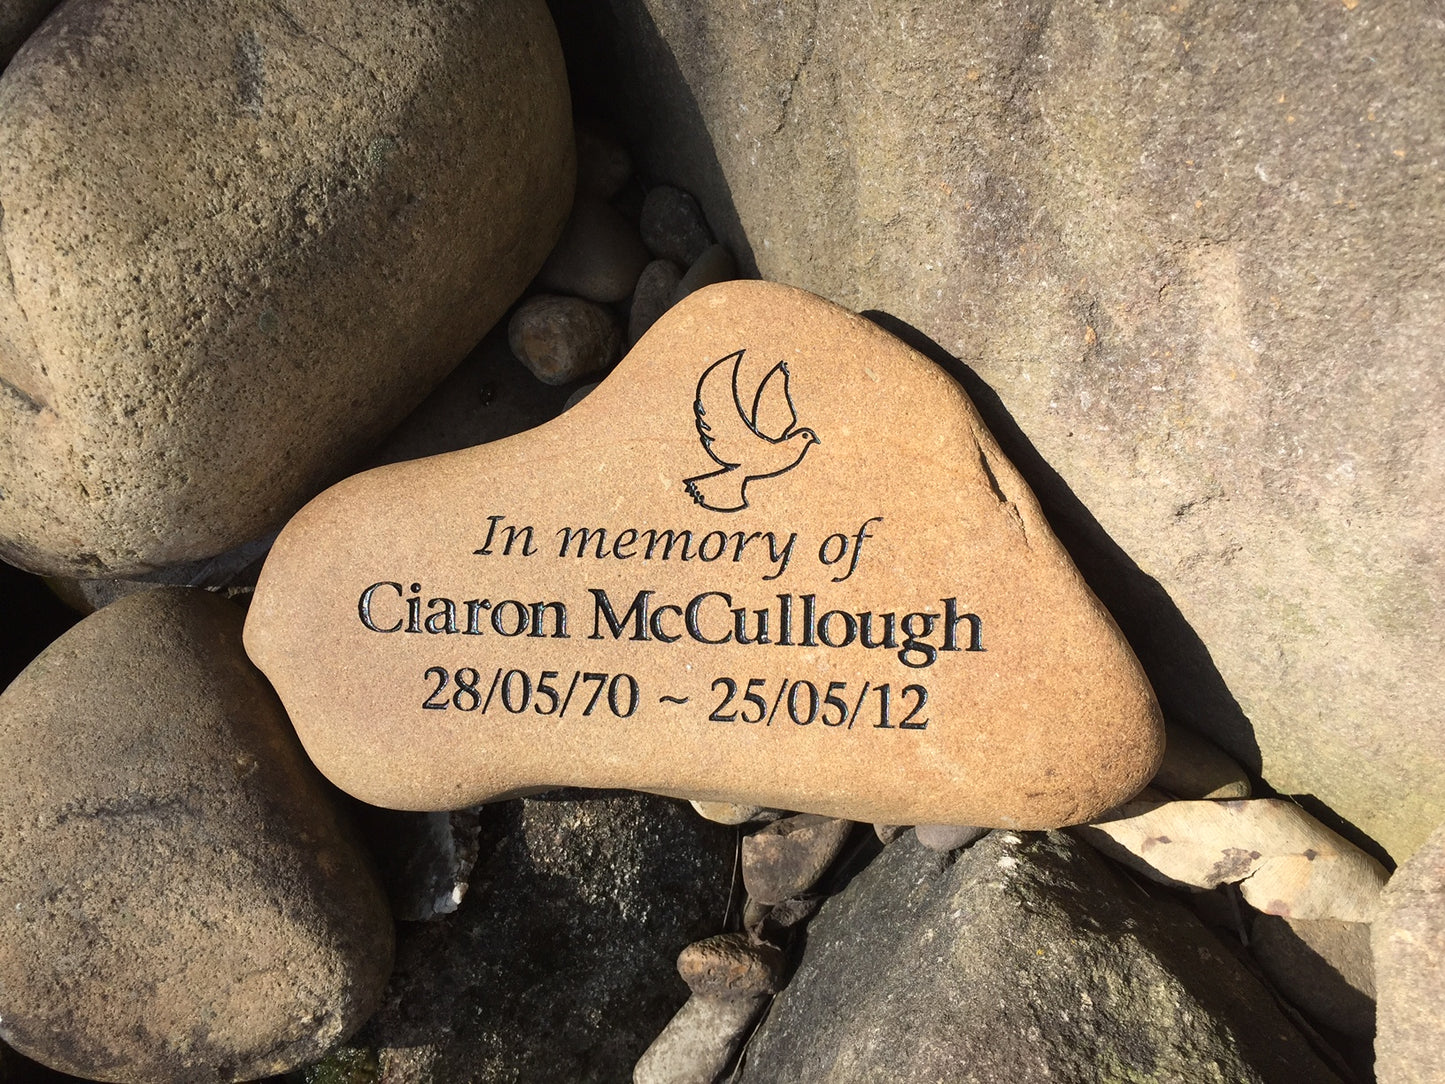 In memory of
Ciaron McCullough
28/05/70 ~ 25/05/12